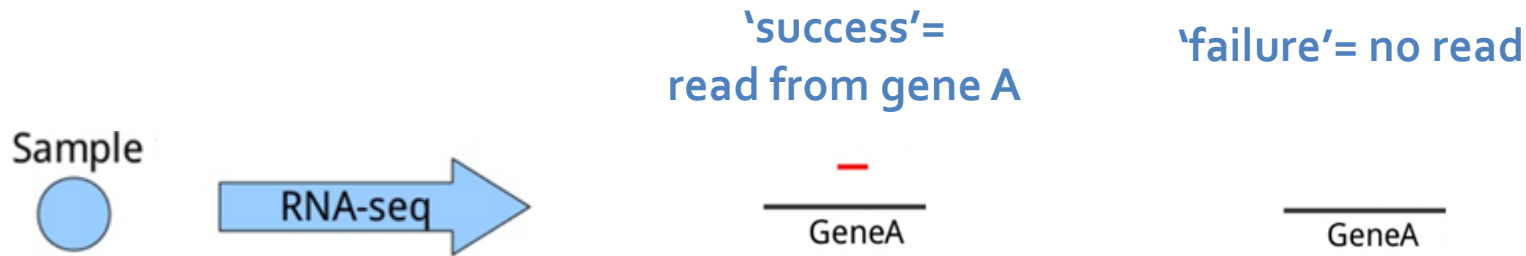 ‘success’=
read from gene A
‘failure’= no read
Sample
RNA-seq
GeneA
GeneA